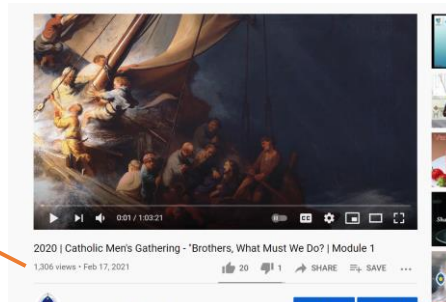 0:01 / 1:03:21
CC
2020 | Catholic Men's Gathering - "Brothers, What Must We Do? | Module 1
1,306 views • Feb 17, 2021
20 1 SHARE SAVE ...